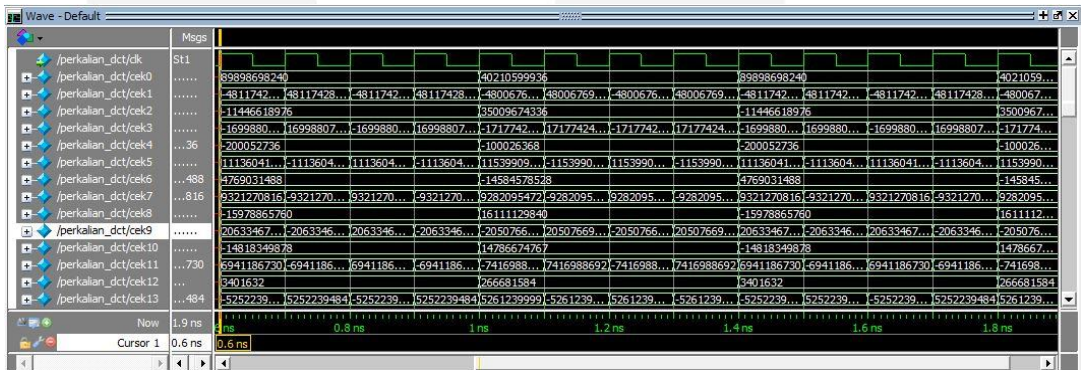 Wave - Default
Msgs
/perkalian_dct/clk St1
/perkalian_dct/cek0 ...... 89898698240 40210599936 89898698240 4021059...
/perkalian_dct/cek1 ...... -4811742... 48117428... -4811742... 48117428... -4800676... 48006769... -4800676... 48006769... -4811742... 48117428... -4811742... 48117428... -480067...
/perkalian_dct/cek2 ...... -11446618976 35009674336 -11446618976 3500967...
/perkalian_dct/cek3 ...... -1699880... 16998807... -1699880... 16998807... -1717742... 17177424... -1717742... 17177424... -1699880... 1699880... -1699880... 16998807... -171774...
/perkalian_dct/cek4 ...36 -200052736 -100026368 -200052736 -100026...
/perkalian_dct/cek5 ...... 11136041... -1113604... 1113604... -1113604... 11539909... -1153990... 1153990... -1153990... 11136041... -1113604... 11136041... -1113604... 1153990...
/perkalian_dct/cek6 ...488 4769031488 -14584578528 4769031488 -145845...
/perkalian_dct/cek7 ...816 9321270816 -9321270... 9321270... -9321270... 9282095472 -9282095... 9282095... -9282095... 9321270816 -9321270... 9321270816 -9321270... 9282095...
/perkalian_dct/cek8 ...... -15978865760 16111129840 -15978865760 1611112...
/perkalian_dct/cek9 ...... 20633467... -2063346... 2063346... -2063346... -2050766... 20507669... -2050766... 20507669... 20633467... -2063346... 20633467... -2063346... -205076...
/perkalian_dct/cek10 ...... -14818349878 14786674767 -14818349878 1478667...
/perkalian_dct/cek11 ...730 6941186730 -6941186... 6941186... -6941186... -7416988... 7416988692 -7416988... 7416988692 6941186730 -6941186... 6941186730 -6941186... -741698...
/perkalian_dct/cek12 ... 3401632 266681584 3401632 266681584
/perkalian_dct/cek13 ...484 -5252239... 5252239484 -5252239... 5252239484 5261239999 -5261239... 5261239... -5261239... -5252239... 5252239... -5252239... 5252239484 5261239...
Now 1.9 ns ns 0.8 ns 1 ns 1.2 ns 1.4 ns 1.6 ns 1.8 ns
Cursor 1 0.6 ns 0.6 ns